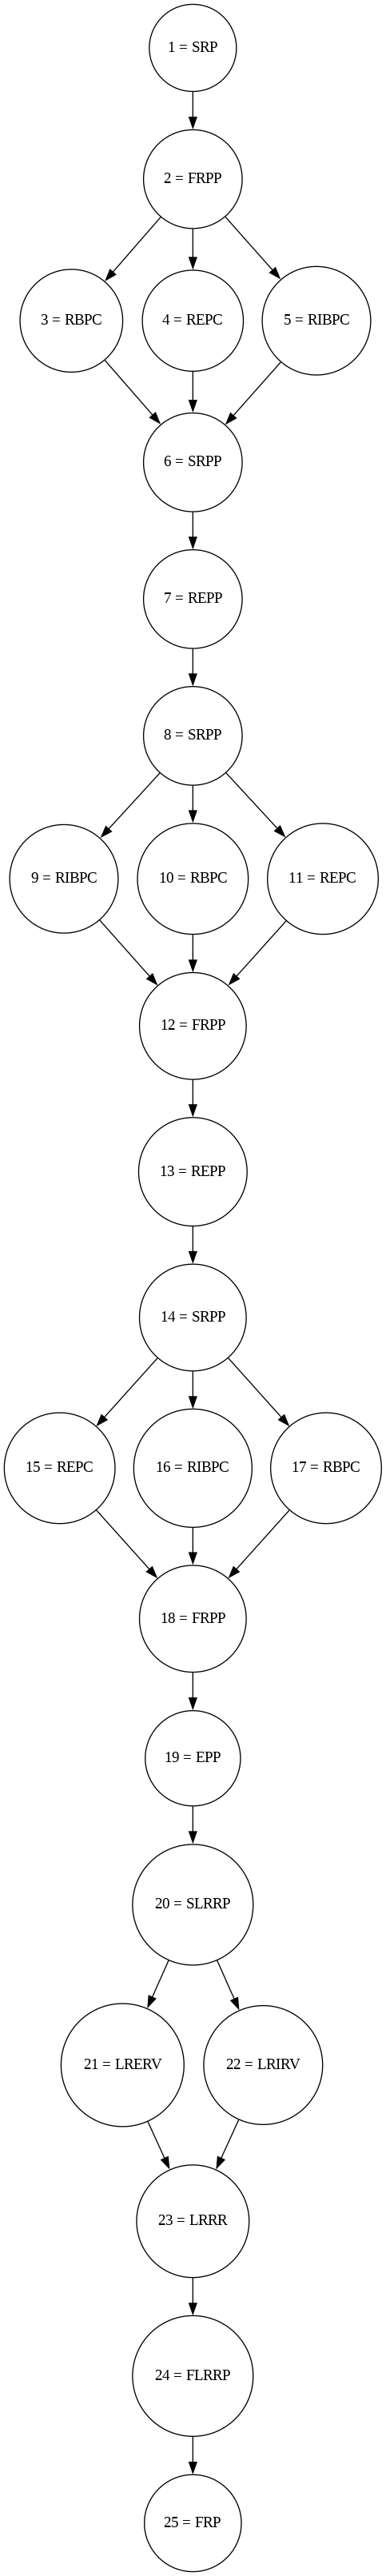 1 = SRP
2 = FRPP
3 = RBPC
4 = REPC
5 = RIBPC
6 = SRPP
7 = REPP
8 = SRPP
9 = RIBPC
10 = RBPC
11 = REPC
12 = FRPP
13 = REPP
14 = SRPP
15 = REPC
16 = RIBPC
17 = RBPC
18 = FRPP
19 = EPP
20 = SLRRP
21 = LRERV
22 = LRIRV
23 = LRRR
24 = FLRRP
25 = FRP